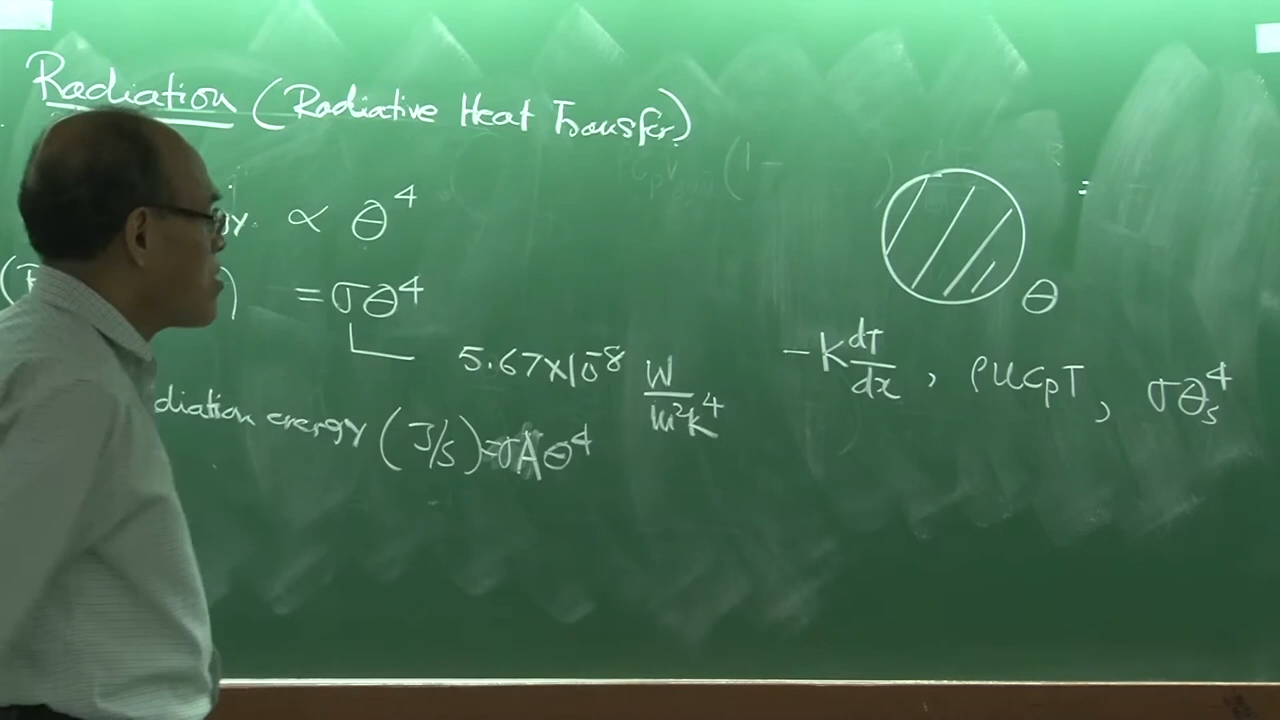 Radiation (Radiative Heat Transfer)
∝ θ⁴
= σθ⁴
5.67×10⁻⁸ W/m²K⁴
diation energy (J/s) = σAθ⁴
θ
-K dT/dx , ρUCpT , σθs⁴